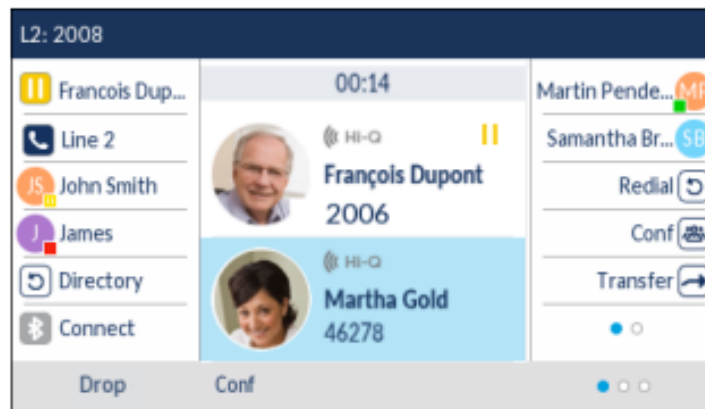 L2: 2008
Francois Dup...
Line 2
JS John Smith
J James
Directory
Connect
00:14
HI-Q
François Dupont
2006
HI-Q
Martha Gold
46278
Martin Pende... MP
Samantha Br... SB
Redial
Conf
Transfer
Drop Conf